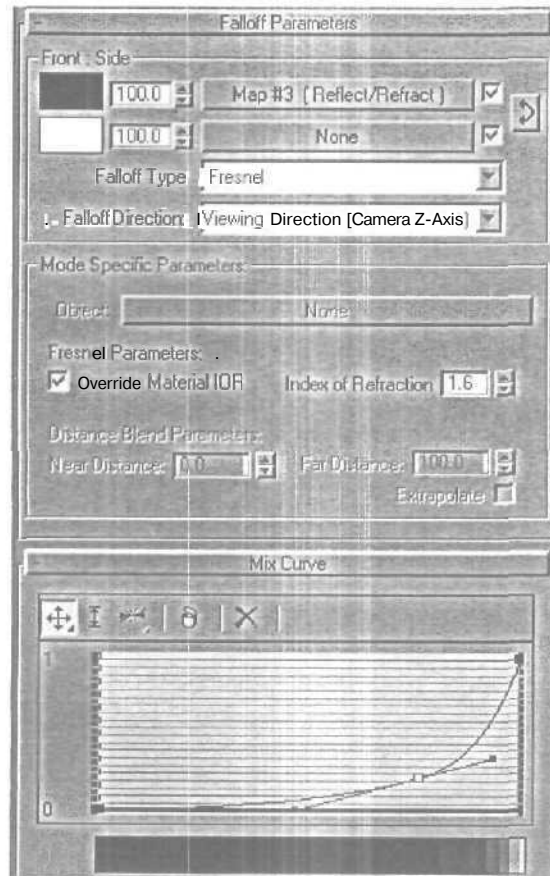 Falloff Parameters
Front : Side
100.0 Map #3 ( Reflect/Refract )
100.0 None
Falloff Type Fresnel
Falloff Direction: Viewing Direction (Camera Z-Axis)
Mode Specific Parameters:
Object: None
Fresnel Parameters:
Override Material IOR Index of Refraction 1.6
Distance Blend Parameters:
Near Distance: 0.0 Far Distance: 100.0
Extrapolate
Mix Curve
1
0